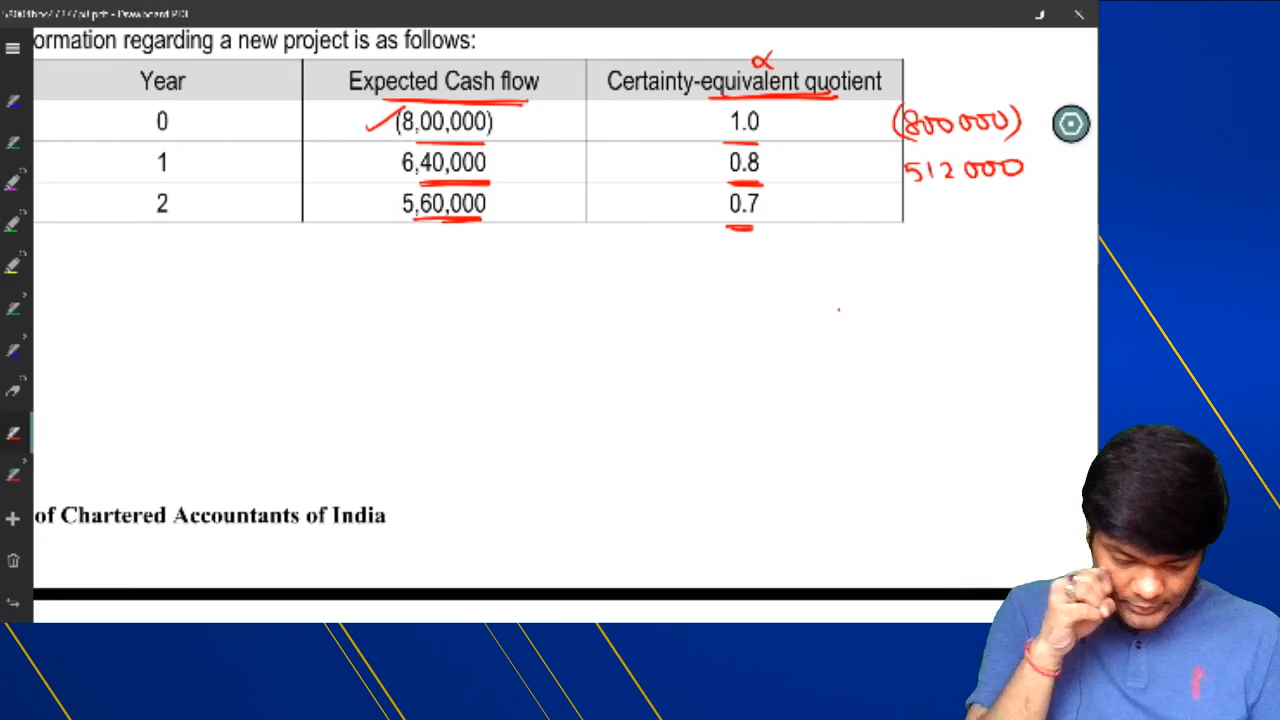 ormation regarding a new project is as follows:
α
Year Expected Cash flow Certainty-equivalent quotient
0 (8,00,000) 1.0 (800000)
1 6,40,000 0.8 512000
2 5,60,000 0.7
of Chartered Accountants of India